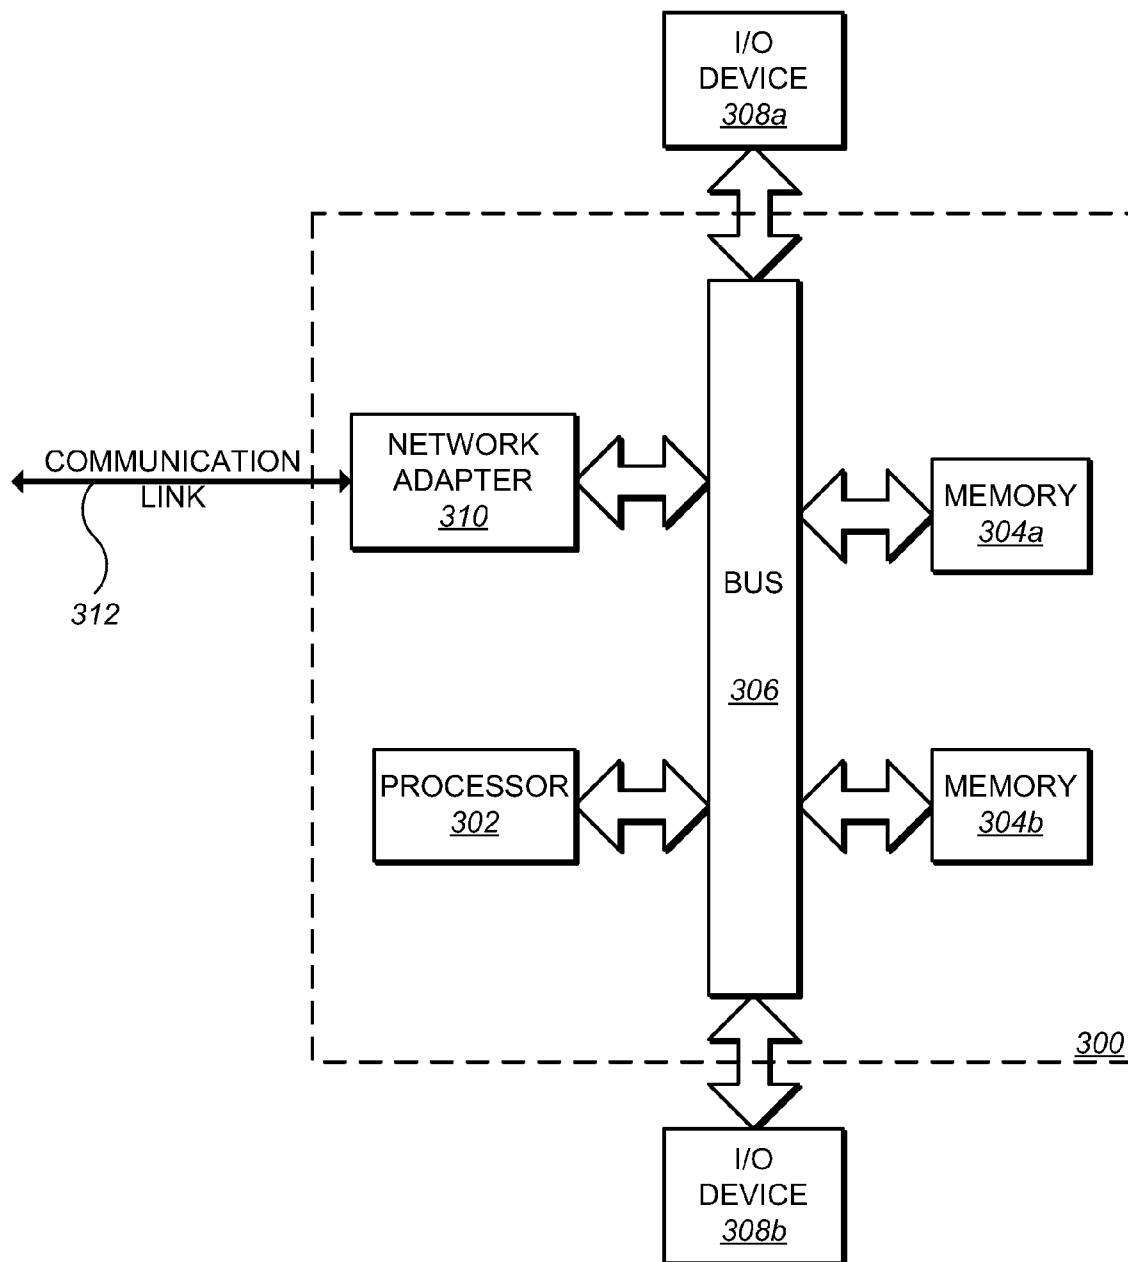 I/O
DEVICE
308a
COMMUNICATION
LINK
312
NETWORK
ADAPTER
310
MEMORY
304a
BUS
306
PROCESSOR
302
MEMORY
304b
300
I/O
DEVICE
308b